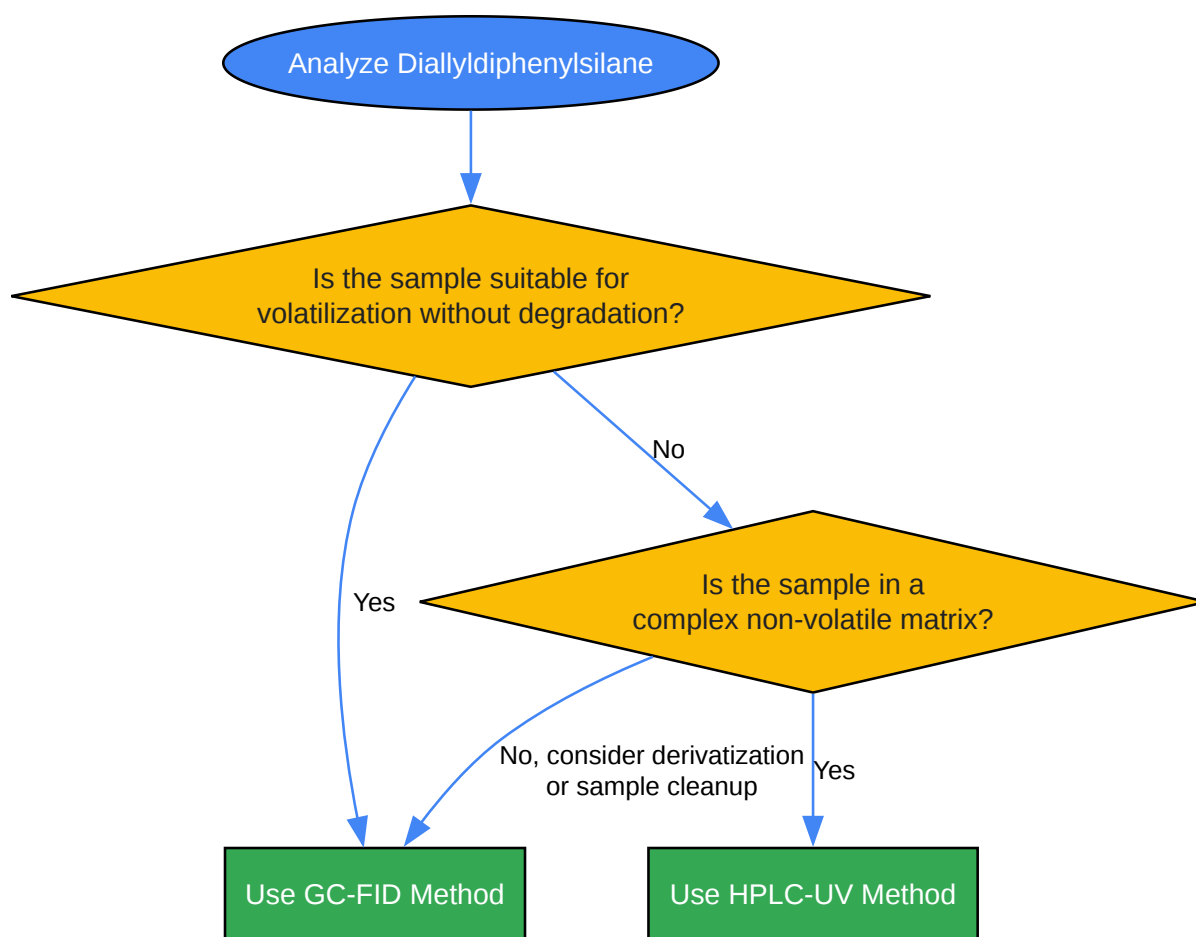 Analyze Diallyldiphenylsilane
Is the sample suitable for
volatilization without degradation?
No
Yes
Is the sample in a
complex non-volatile matrix?
No, consider derivatization
or sample cleanup
Yes
Use GC-FID Method
Use HPLC-UV Method